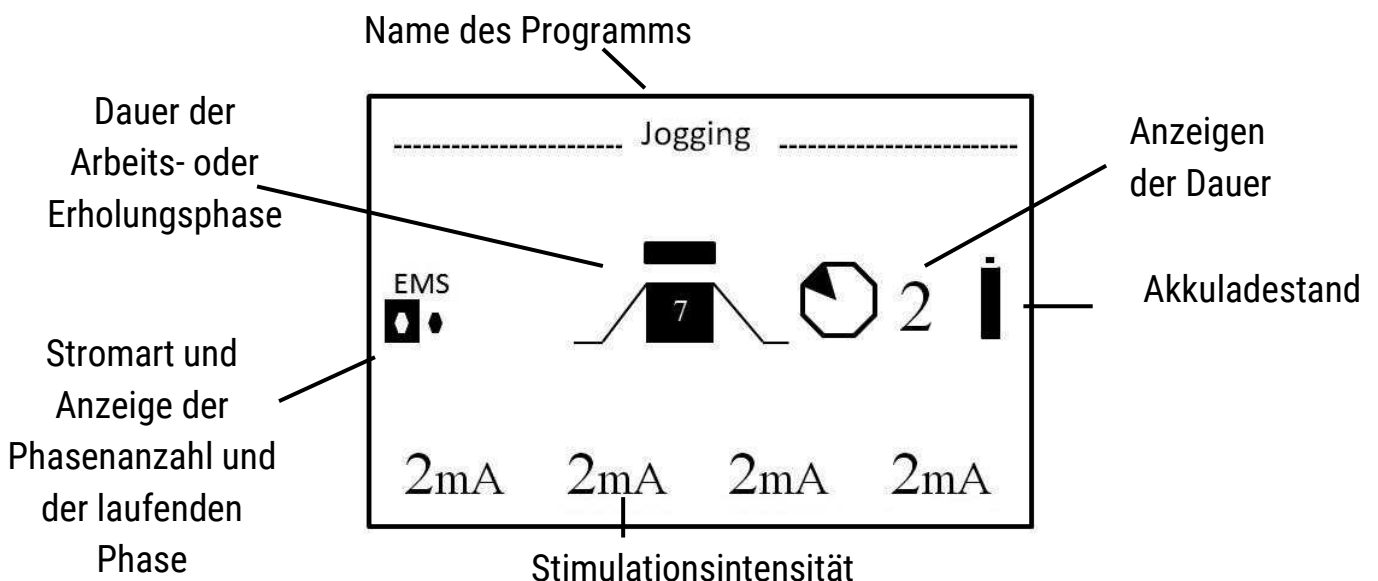 Name des Programms
Dauer der
Arbeits- oder
Erholungsphase
Jogging
Anzeigen
der Dauer
EMS
7
2
Akkuladestand
Stromart und
Anzeige der
Phasenanzahl und
der laufenden
Phase
2mA 2mA 2mA 2mA
Stimulationsintensität